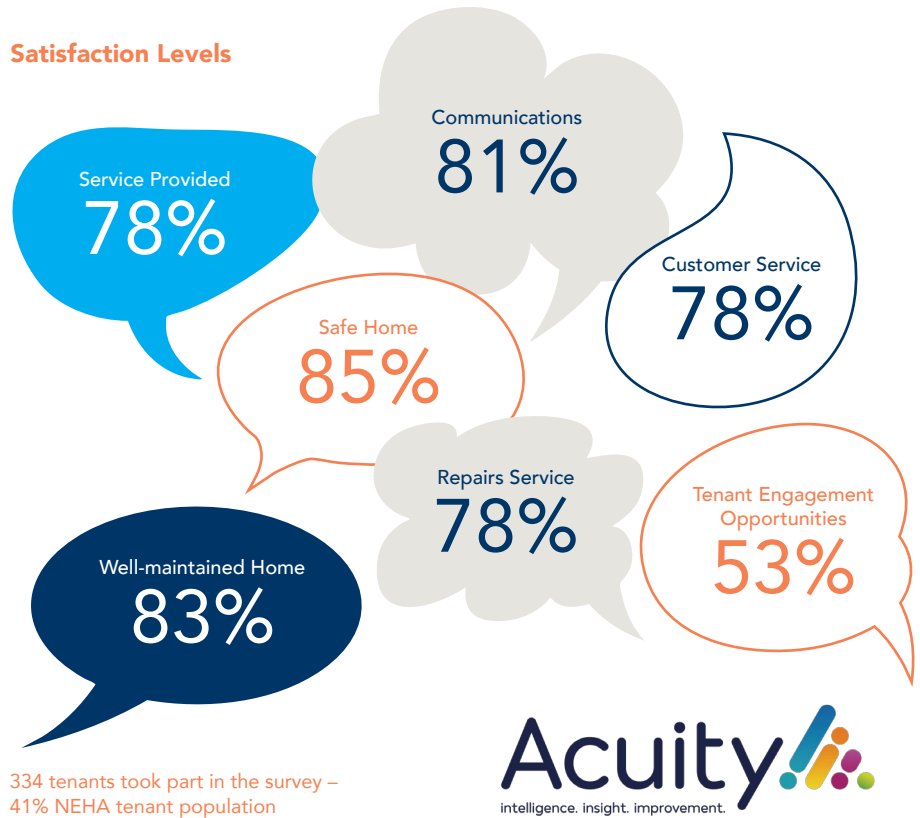 Satisfaction Levels
Communications
81%
Service Provided
78%
Customer Service
78%
Safe Home
85%
Repairs Service
78%
Tenant Engagement
Opportunities
53%
Well-maintained Home
83%
334 tenants took part in the survey –
41% NEHA tenant population
Acuity
intelligence. insight. improvement.